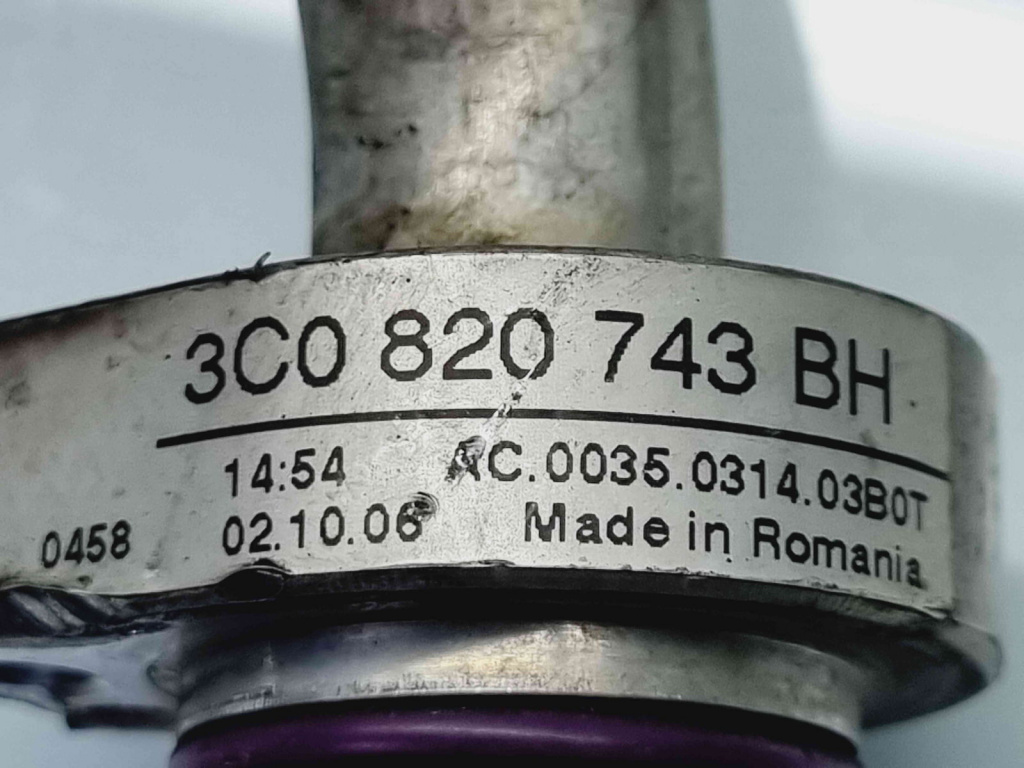 3C0 820 743 BH
14:54 AC.0035.0314.03B0T
0458 02.10.06 Made in Romania